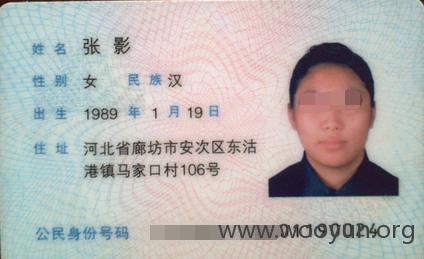 姓名 张影
性别 女 民族 汉
出生 1989 年 1 月 19 日
住址 河北省廊坊市安次区东沽
港镇马家口村106号
公民身份号码 01190024
www.wooyun.org